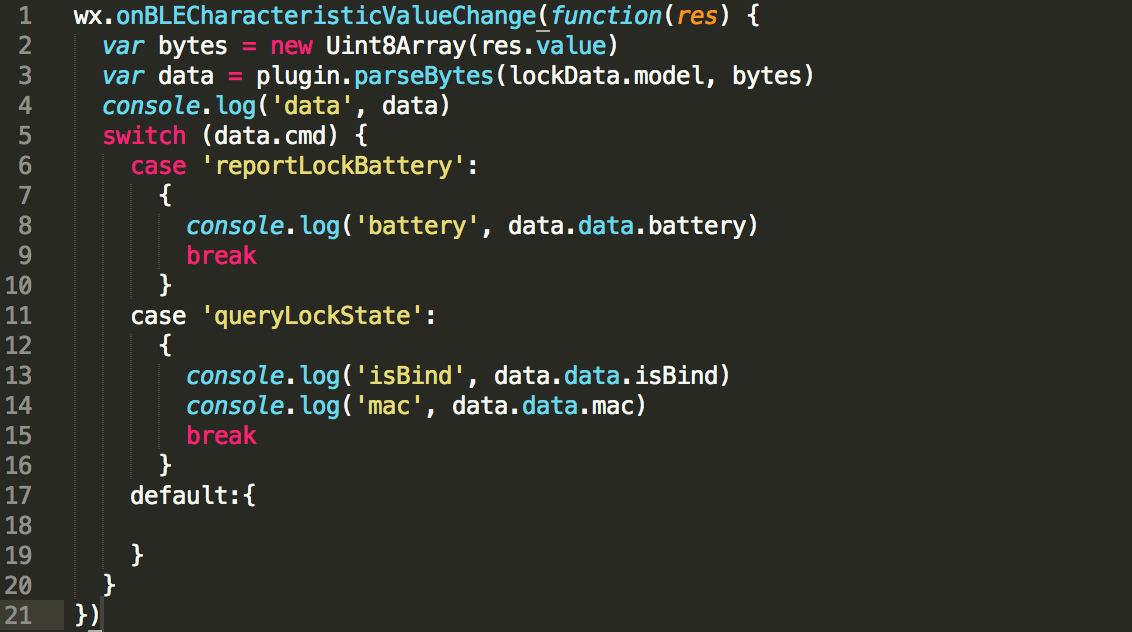 1 wx.onBLECharacteristicValueChange(function(res) {
2   var bytes = new Uint8Array(res.value)
3   var data = plugin.parseBytes(lockData.model, bytes)
4   console.log('data', data)
5   switch (data.cmd) {
6     case 'reportLockBattery':
7       {
8         console.log('battery', data.data.battery)
9         break
10       }
11     case 'queryLockState':
12       {
13         console.log('isBind', data.data.isBind)
14         console.log('mac', data.data.mac)
15         break
16       }
17     default:{
18
19     }
20   }
21 })